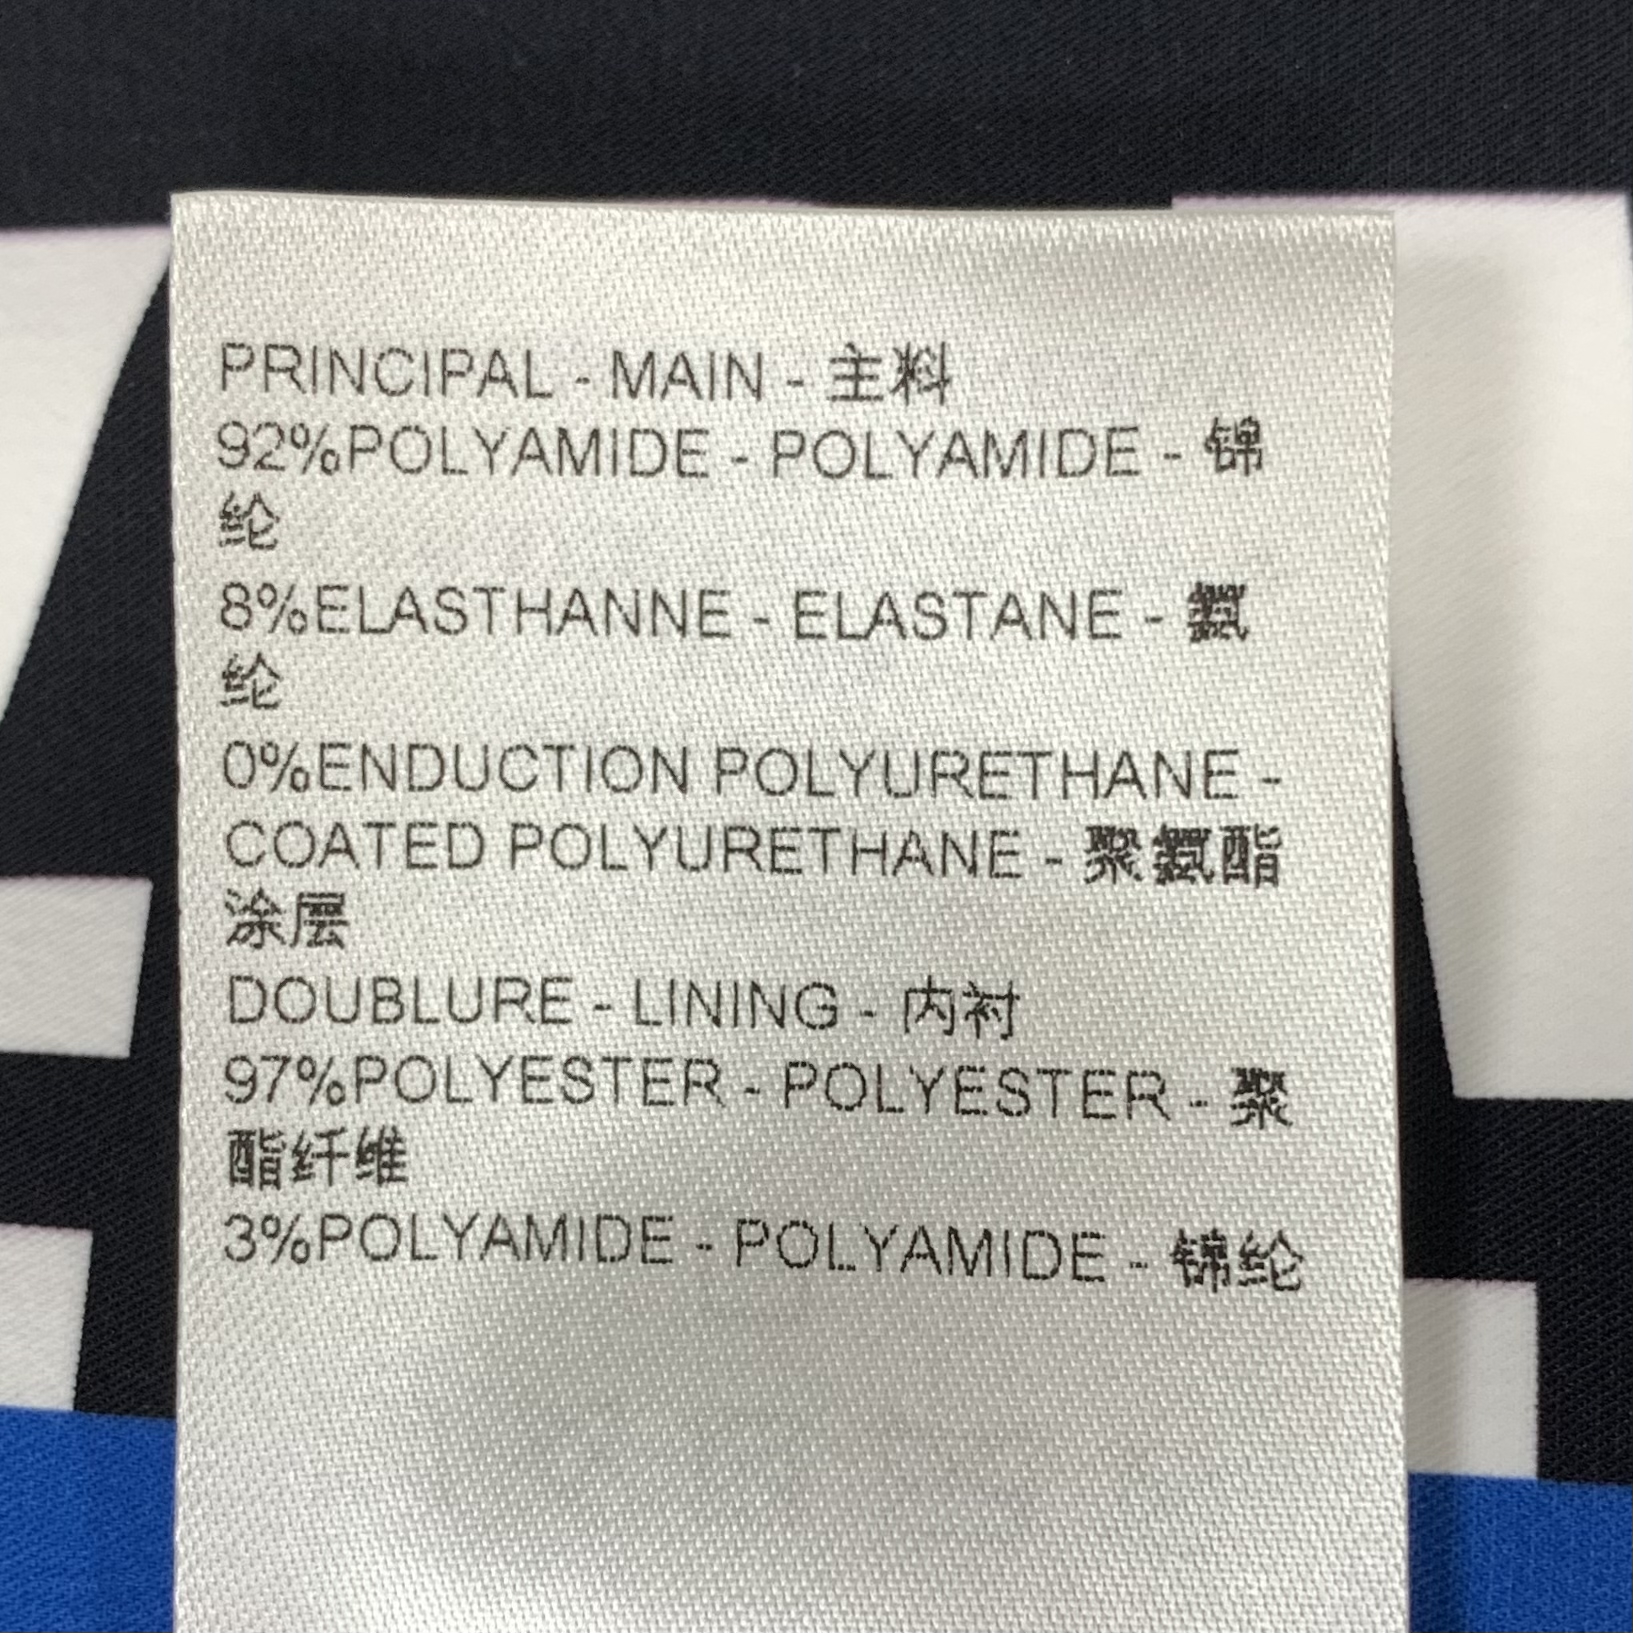 PRINCIPAL - MAIN - 主料
92%POLYAMIDE - POLYAMIDE - 锦
纶
8%ELASTHANNE - ELASTANE - 氨
纶
0%ENDUCTION POLYURETHANE -
COATED POLYURETHANE - 聚氨酯
涂层
DOUBLURE - LINING - 内衬
97%POLYESTER - POLYESTER - 聚
酯纤维
3%POLYAMIDE - POLYAMIDE - 锦纶